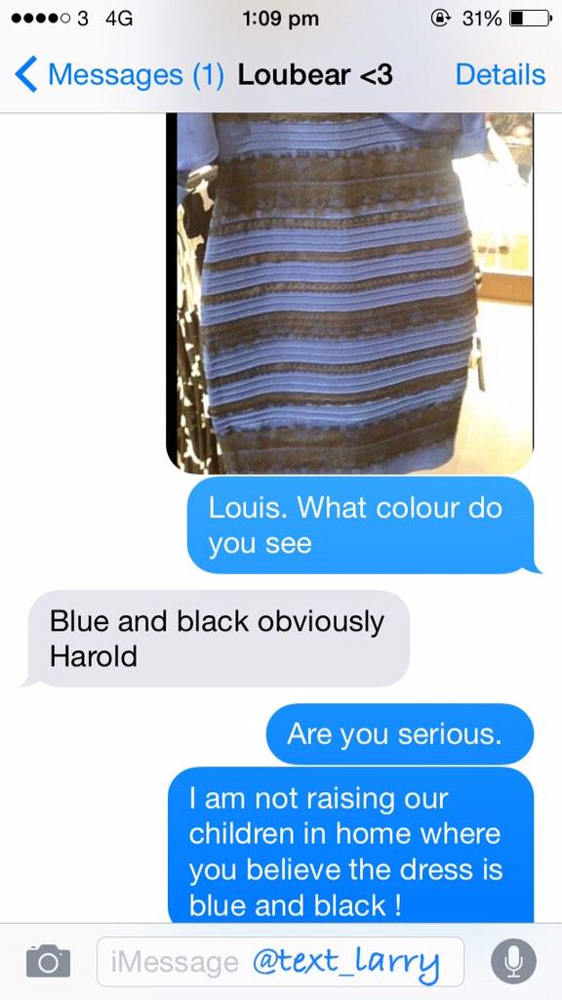 3 4G 1:09 pm 31%
Messages (1) Loubear <3 Details
Louis. What colour do
you see
Blue and black obviously
Harold
Are you serious.
I am not raising our
children in home where
you believe the dress is
blue and black !
iMessage @text_larry